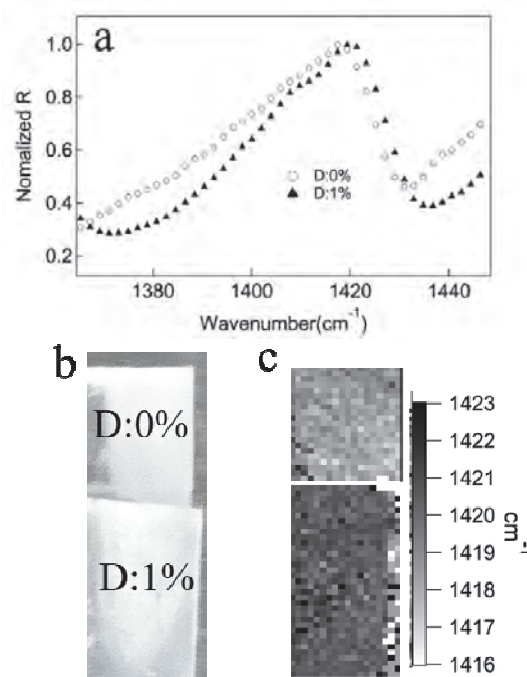 a
Nomalized R
1.0
0.8
0.6
0.4
0.2
○ D:0%
▲ D:1%
1380 1400 1420 1440
Wavenumber(cm⁻¹)
b
D:0%
D:1%
c
1423
1422
1421
1420
1419
1418
1417
1416
cm⁻¹